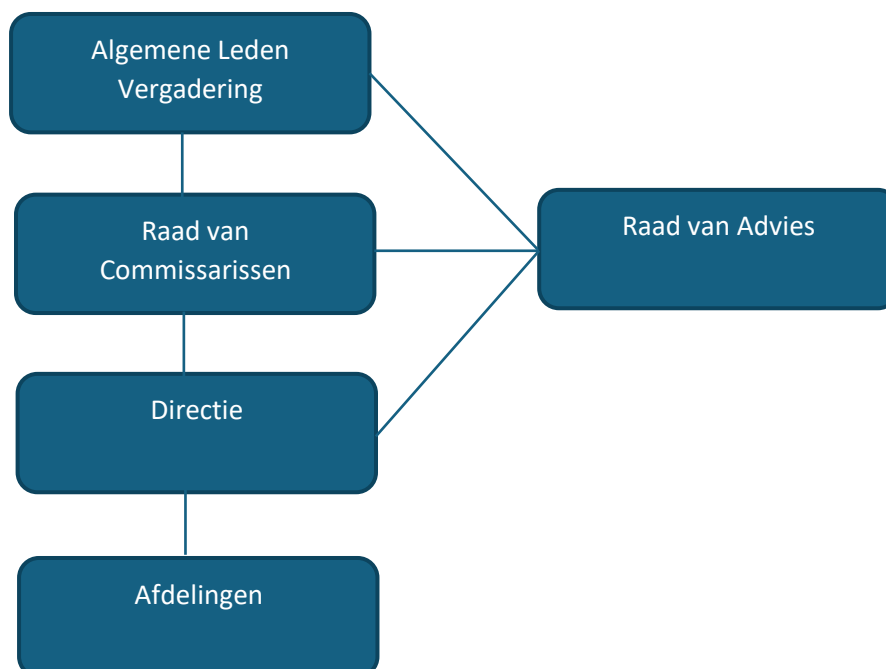 Algemene Leden
Vergadering
Raad van
Commissarissen
Raad van Advies
Directie
Afdelingen